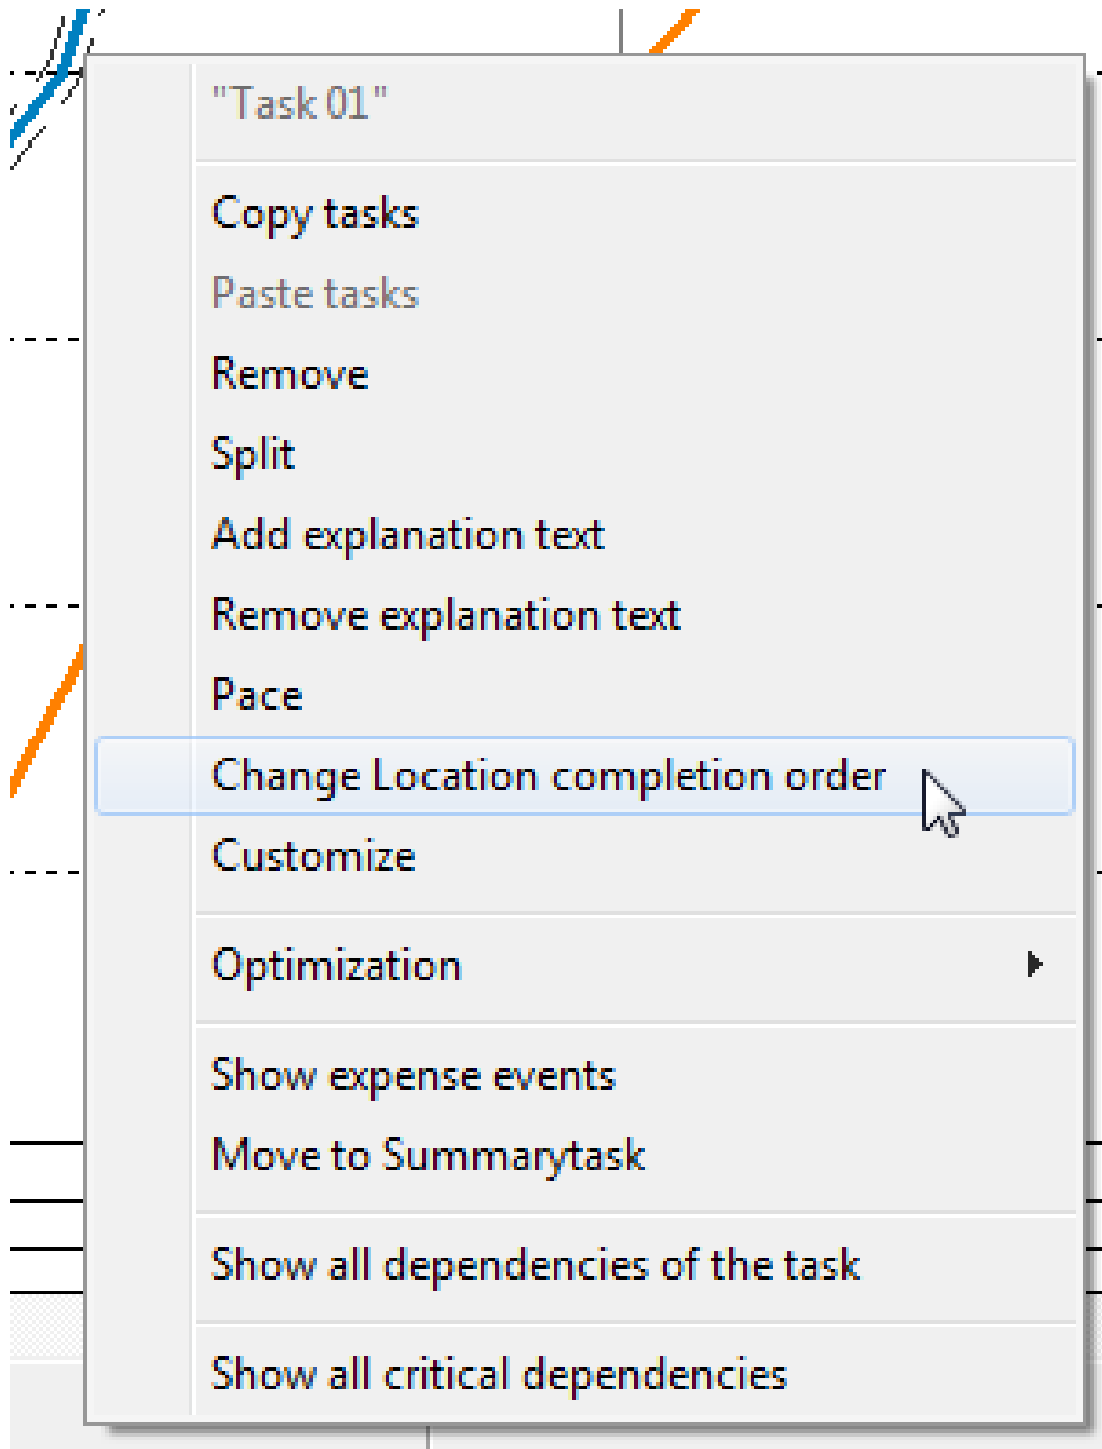 "Task 01"
Copy tasks
Paste tasks
Remove
Split
Add explanation text
Remove explanation text
Pace
Change Location completion order
Customize
Optimization
Show expense events
Move to Summarytask
Show all dependencies of the task
Show all critical dependencies